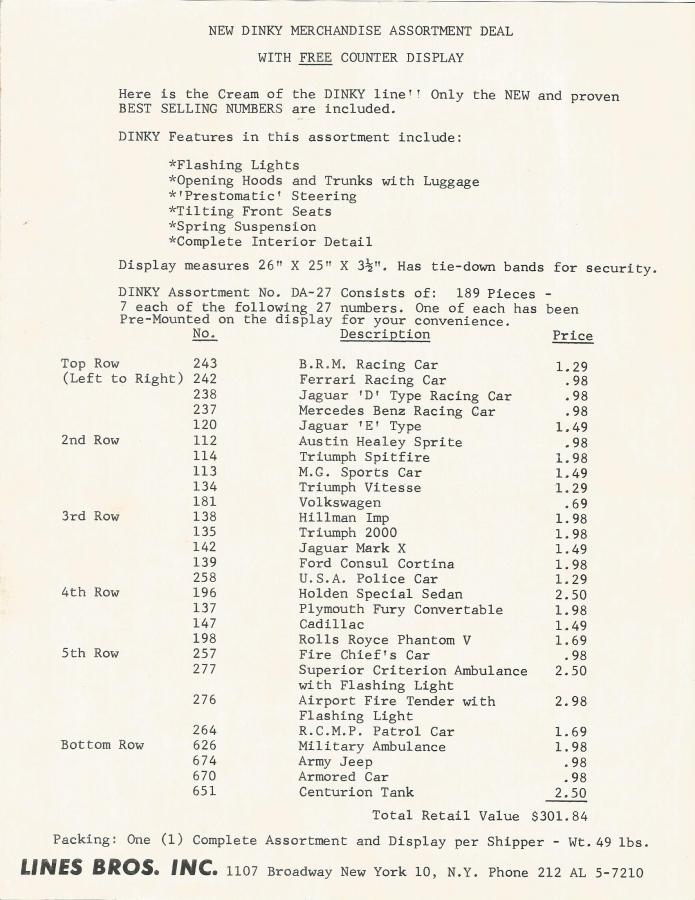 NEW DINKY MERCHANDISE ASSORTMENT DEAL
WITH FREE COUNTER DISPLAY
Here is the Cream of the DINKY line'' Only the NEW and proven
BEST SELLING NUMBERS are included.
DINKY Features in this assortment include:
*Flashing Lights
*Opening Hoods and Trunks with Luggage
*'Prestomatic' Steering
*Tilting Front Seats
*Spring Suspension
*Complete Interior Detail
Display measures 26" X 25" X 3½". Has tie-down bands for security.
DINKY Assortment No. DA-27 Consists of: 189 Pieces -
7 each of the following 27 numbers. One of each has been
Pre-Mounted on the display for your convenience.
No. Description Price
Top Row 243 B.R.M. Racing Car 1.29
(Left to Right) 242 Ferrari Racing Car .98
238 Jaguar 'D' Type Racing Car .98
237 Mercedes Benz Racing Car .98
120 Jaguar 'E' Type 1.49
2nd Row 112 Austin Healey Sprite .98
114 Triumph Spitfire 1.98
113 M.G. Sports Car 1.49
134 Triumph Vitesse 1.29
181 Volkswagen .69
3rd Row 138 Hillman Imp 1.98
135 Triumph 2000 1.98
142 Jaguar Mark X 1.49
139 Ford Consul Cortina 1.98
258 U.S.A. Police Car 1.29
4th Row 196 Holden Special Sedan 2.50
137 Plymouth Fury Convertable 1.98
147 Cadillac 1.49
198 Rolls Royce Phantom V 1.69
5th Row 257 Fire Chief's Car .98
277 Superior Criterion Ambulance 2.50
with Flashing Light
276 Airport Fire Tender with 2.98
Flashing Light
264 R.C.M.P. Patrol Car 1.69
Bottom Row 626 Military Ambulance 1.98
674 Army Jeep .98
670 Armored Car .98
651 Centurion Tank 2.50
Total Retail Value $301.84
Packing: One (1) Complete Assortment and Display per Shipper - Wt. 49 lbs.
LINES BROS. INC. 1107 Broadway New York 10, N.Y. Phone 212 AL 5-7210